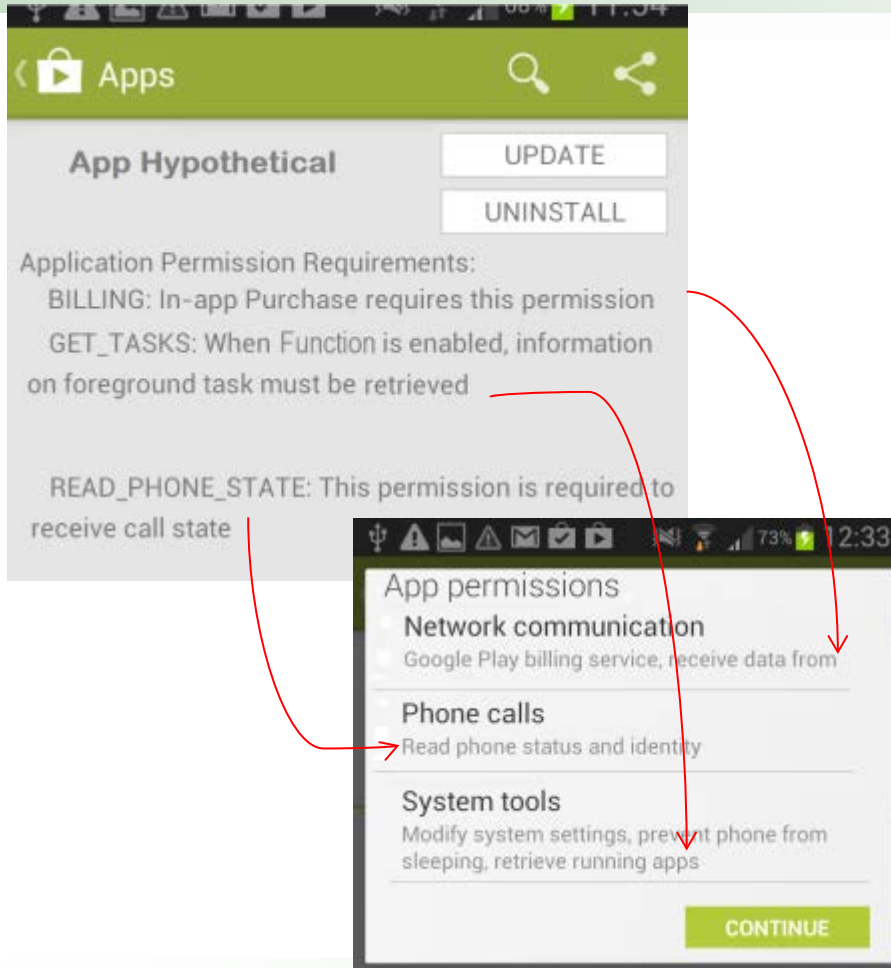 Apps
App Hypothetical
UPDATE
UNINSTALL
Application Permission Requirements:
BILLING: In-app Purchase requires this permission
GET_TASKS: When Function is enabled, information
on foreground task must be retrieved
READ_PHONE_STATE: This permission is required to
receive call state
73% 12:33
App permissions
Network communication
Google Play billing service, receive data from
Phone calls
Read phone status and identity
System tools
Modify system settings, prevent phone from
sleeping, retrieve running apps
CONTINUE